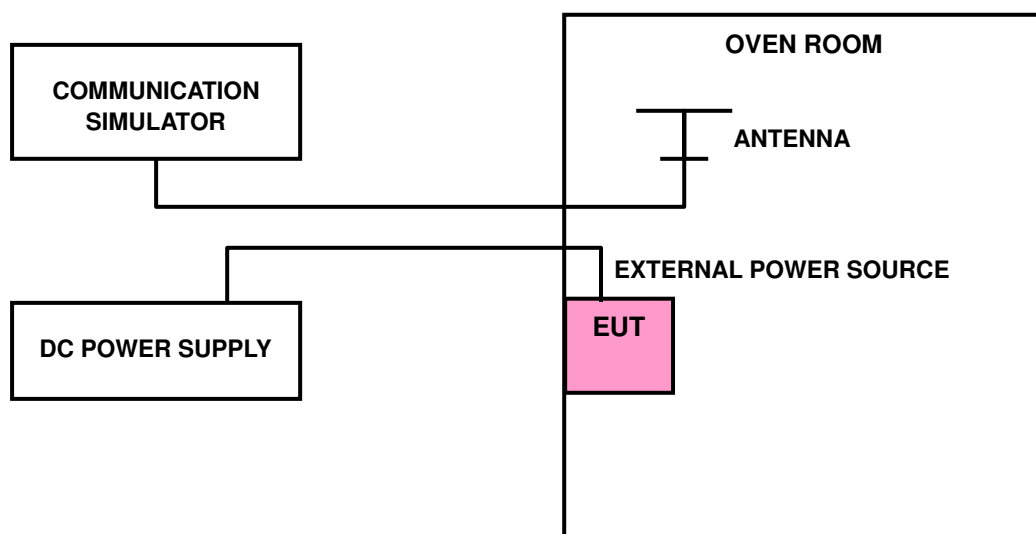 OVEN ROOM
COMMUNICATION
SIMULATOR
ANTENNA
EXTERNAL POWER SOURCE
EUT
DC POWER SUPPLY